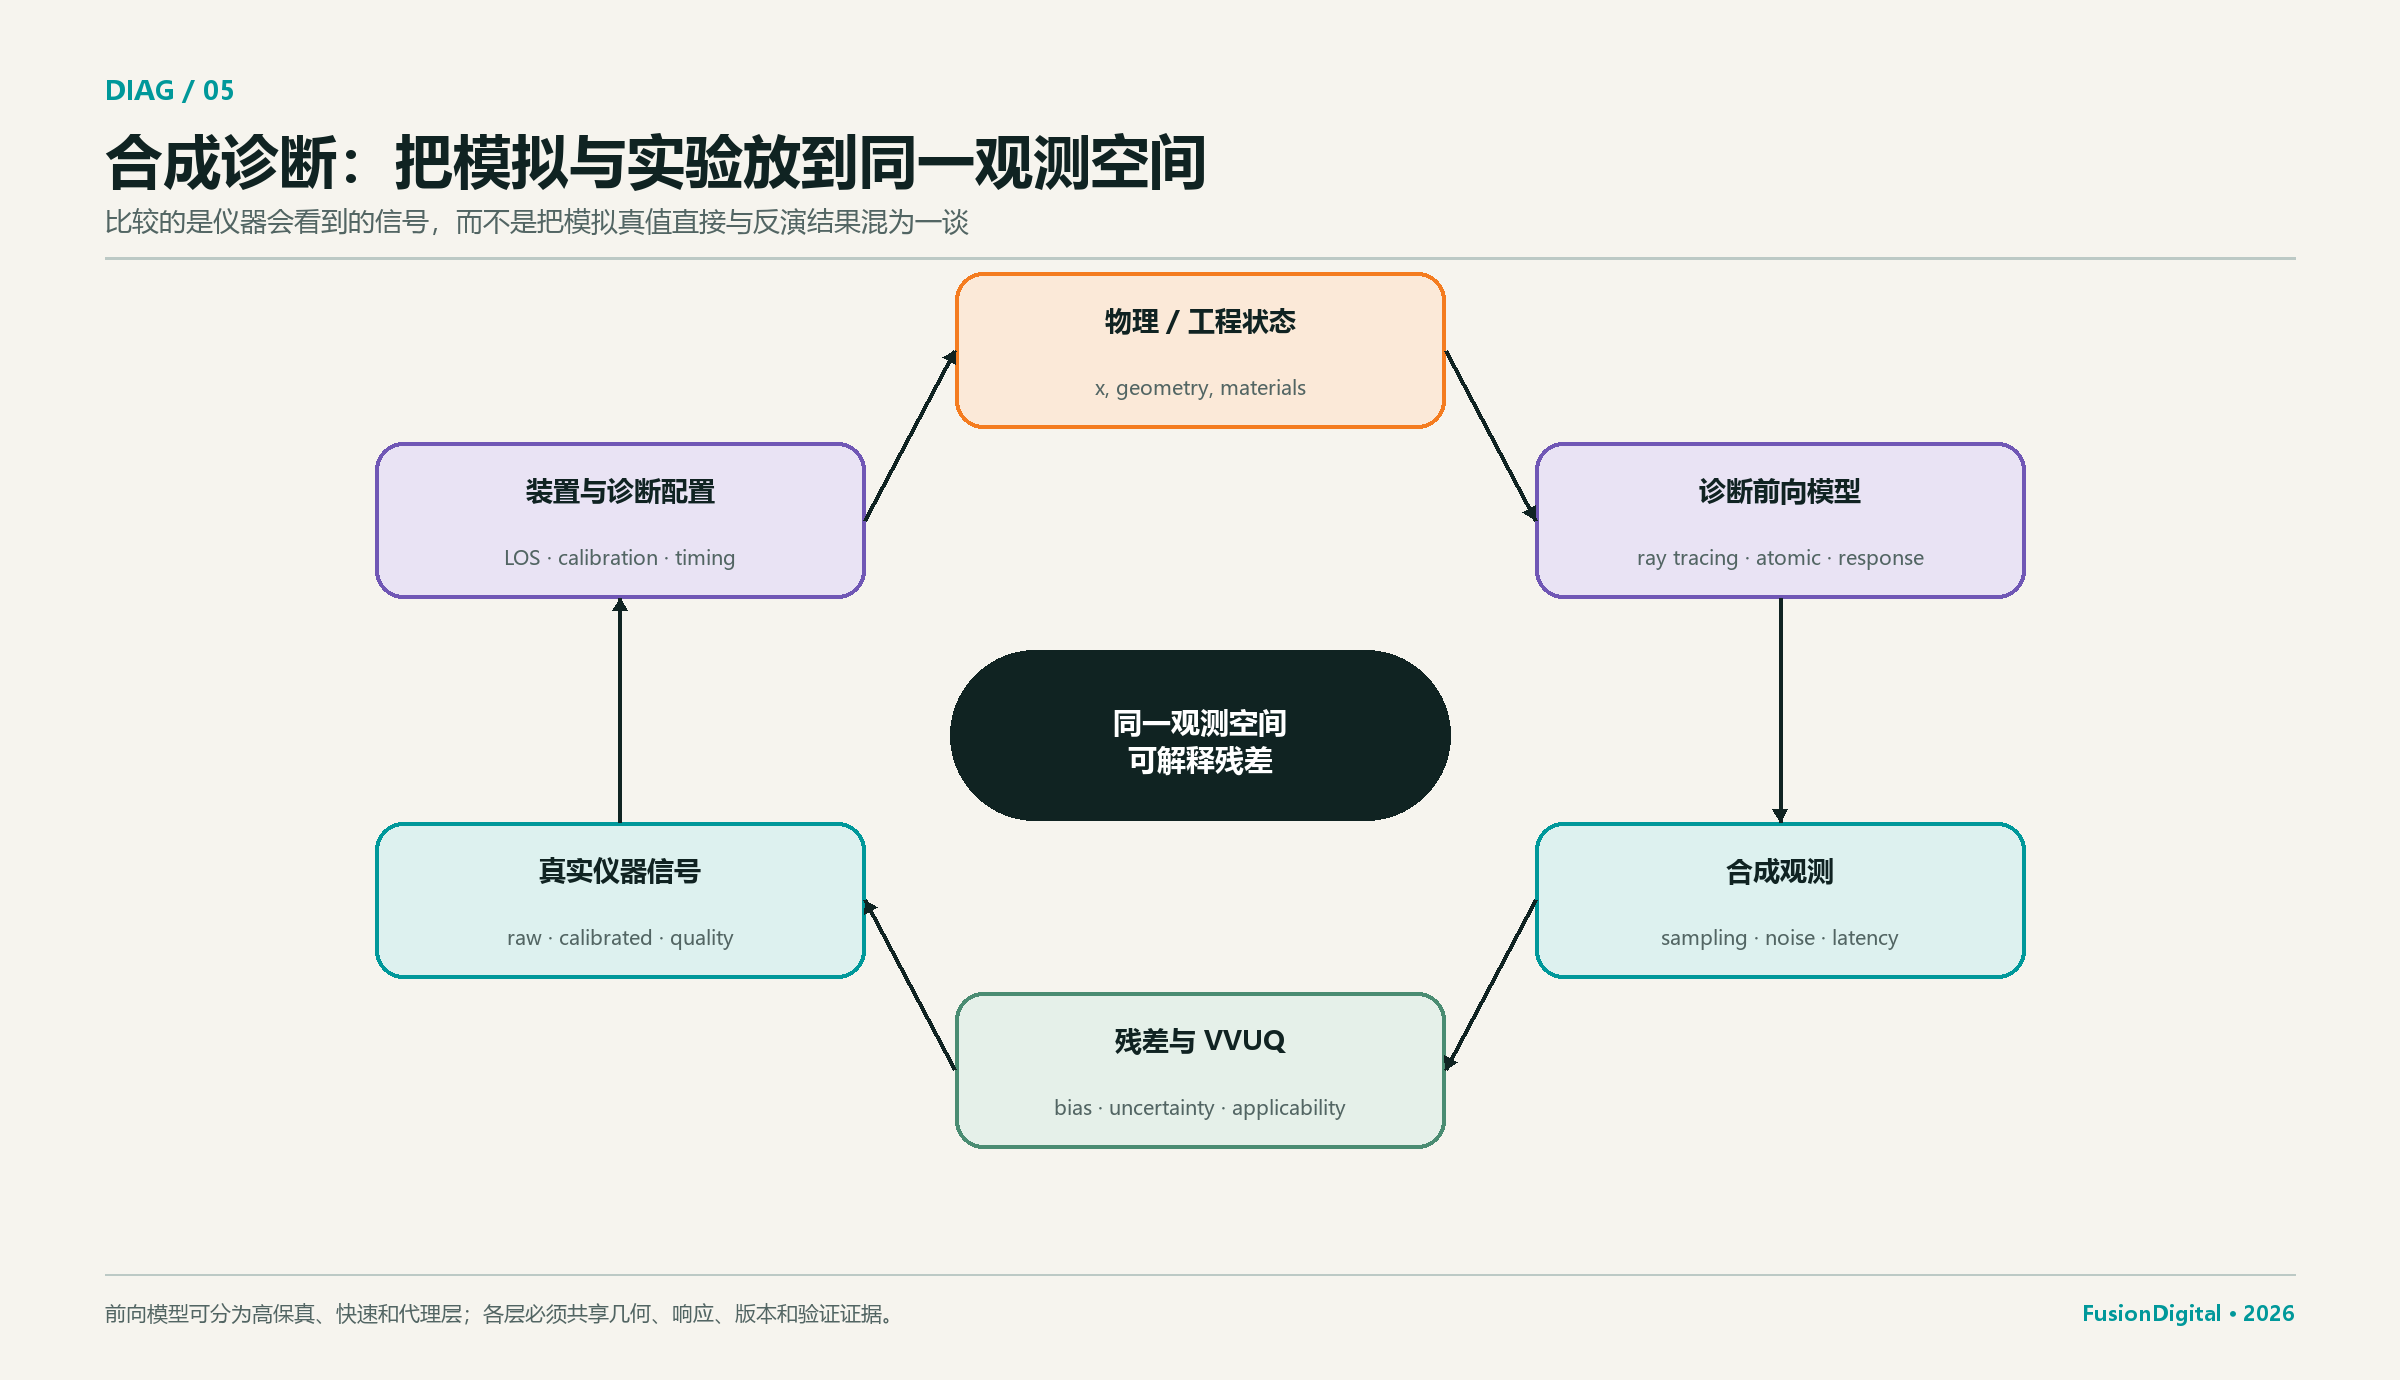 DIAG / 05
合成诊断：把模拟与实验放到同一观测空间
比较的是仪器会看到的信号，而不是把模拟真值直接与反演结果混为一谈
物理 / 工程状态
x, geometry, materials
装置与诊断配置
LOS · calibration · timing
诊断前向模型
ray tracing · atomic · response
同一观测空间
可解释残差
真实仪器信号
raw · calibrated · quality
合成观测
sampling · noise · latency
残差与 VVUQ
bias · uncertainty · applicability
前向模型可分为高保真、快速和代理层；各层必须共享几何、响应、版本和验证证据。
FusionDigital • 2026